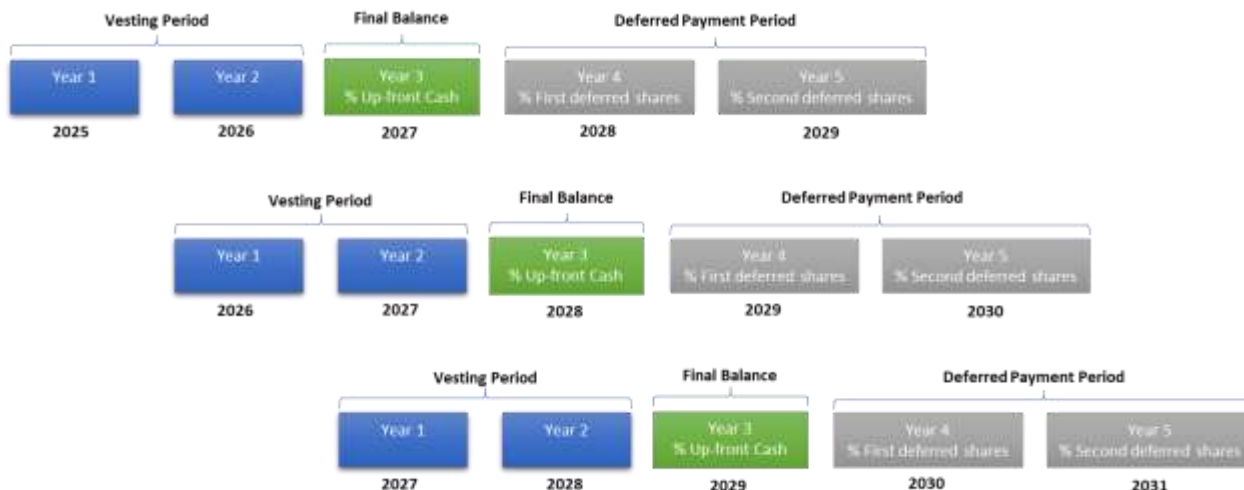 Vesting Period
Final Balance
Deferred Payment Period
Year 1
Year 2
Year 3
% Up-front Cash
Year 4
% First deferred shares
Year 5
% Second deferred shares
2025
2026
2027
2028
2029
Vesting Period
Final Balance
Deferred Payment Period
Year 1
Year 2
Year 3
% Up-front Cash
Year 4
% First deferred shares
Year 5
% Second deferred shares
2026
2027
2028
2029
2030
Vesting Period
Final Balance
Deferred Payment Period
Year 1
Year 2
Year 3
% Up-front Cash
Year 4
% First deferred shares
Year 5
% Second deferred shares
2027
2028
2029
2030
2031